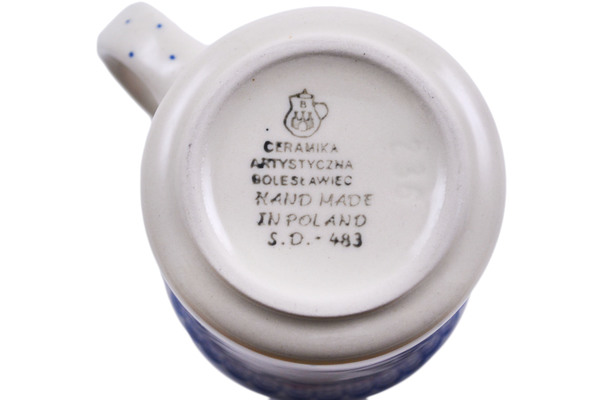 B
CERAMIKA
ARTYSTYCZNA
BOLESŁAWIEC
HAND MADE
IN POLAND
S.D.- 483